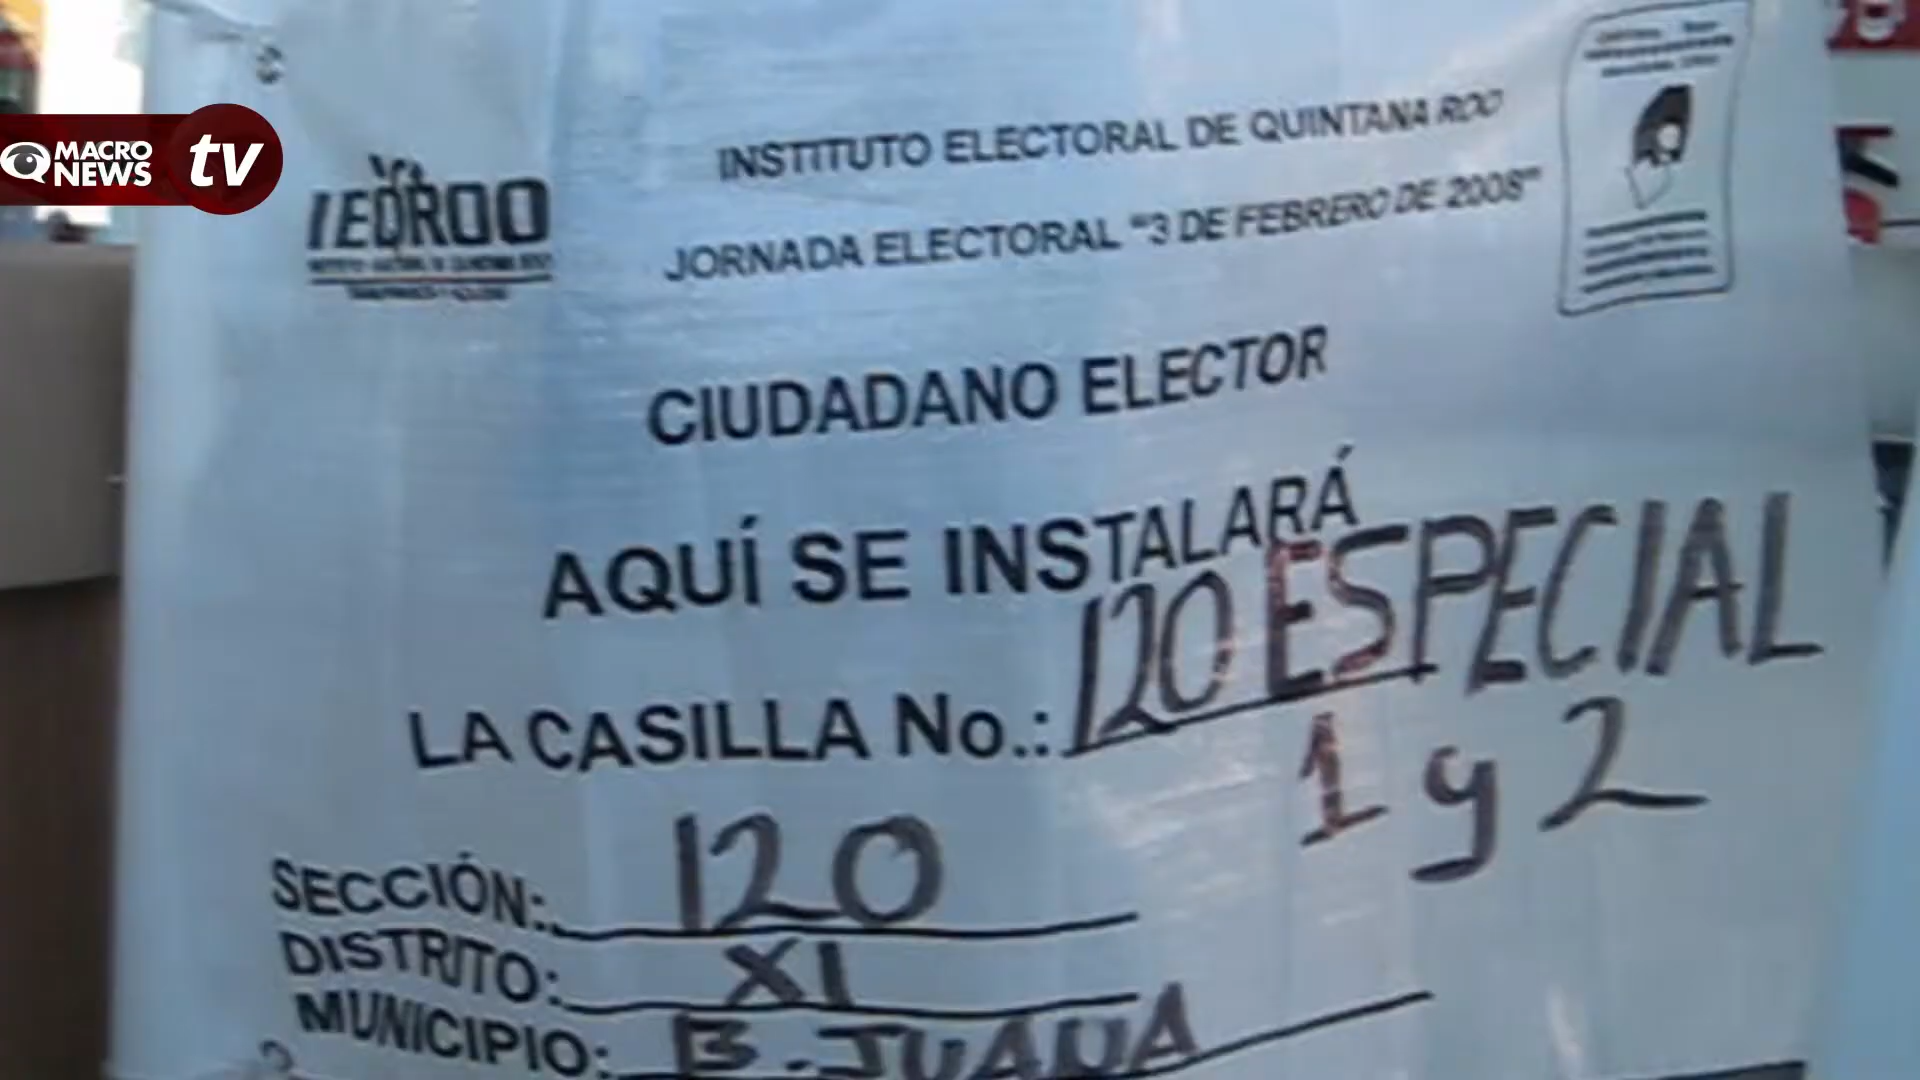 MACRO
NEWS
tv
IEQROO
INSTITUTO ELECTORAL DE QUINTANA ROO
JORNADA ELECTORAL "3 DE FEBRERO DE 2008"
CIUDADANO ELECTOR
AQUÍ SE INSTALARÁ
LA CASILLA No.: 120 ESPECIAL
1 y 2
SECCIÓN: 120
DISTRITO: XI
MUNICIPIO: B. JUA